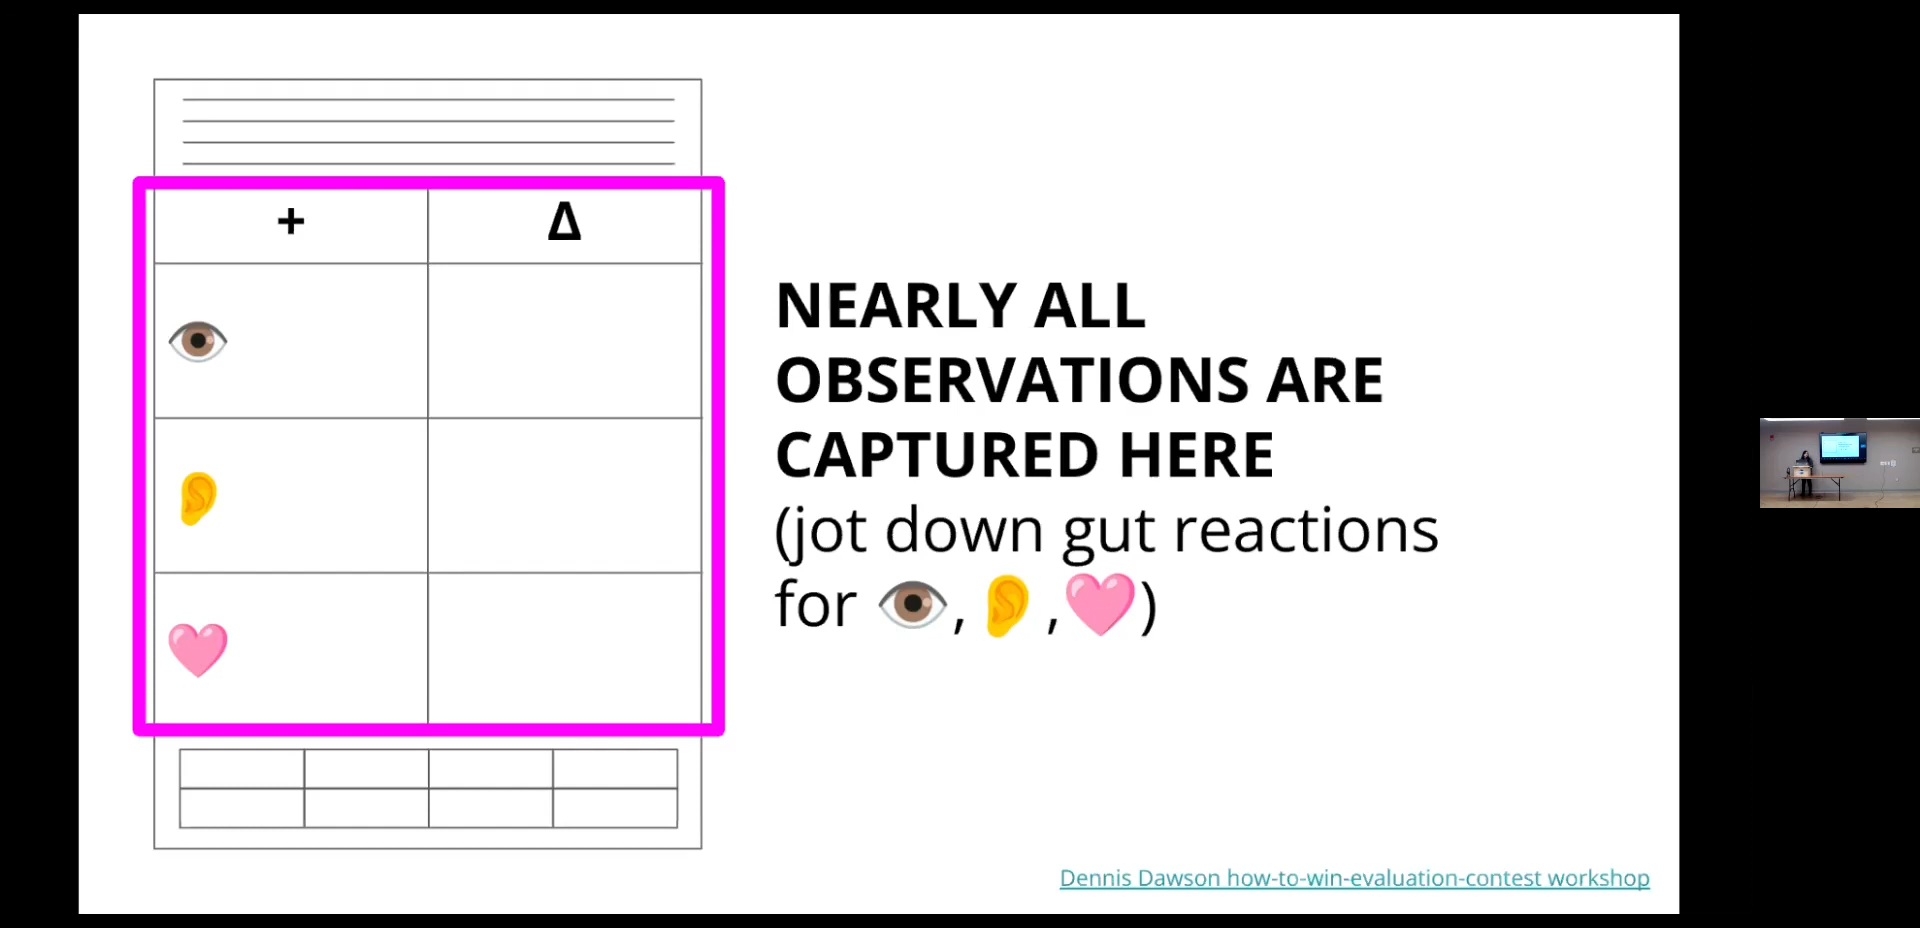 + Δ
NEARLY ALL
OBSERVATIONS ARE
CAPTURED HERE
(jot down gut reactions
for 👁️,👂,🩷)
Dennis Dawson how-to-win-evaluation-contest workshop